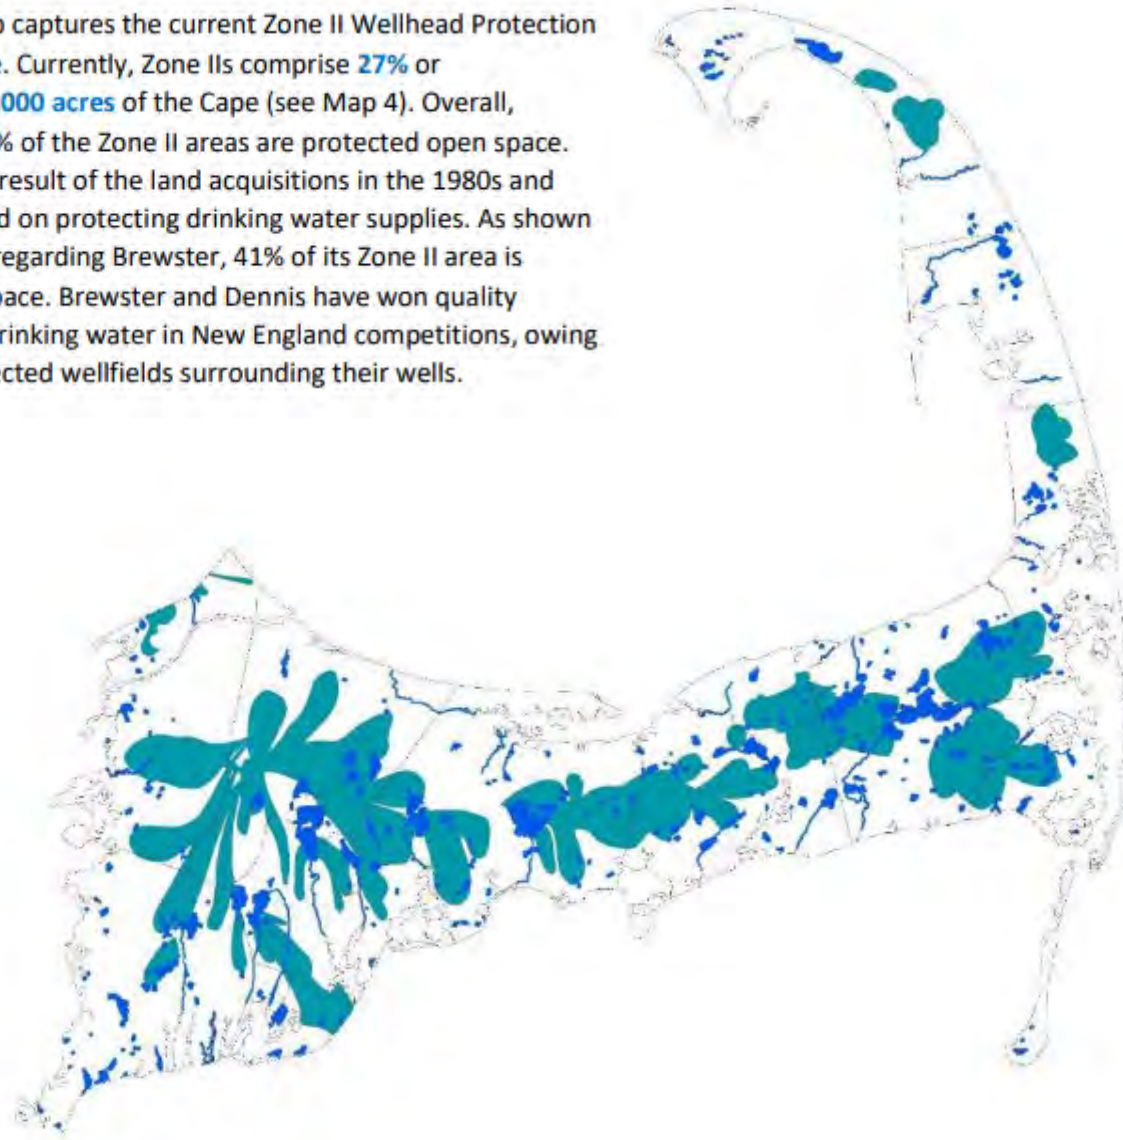 captures the current Zone II Wellhead Protection
. Currently, Zone IIs comprise 27% or
000 acres of the Cape (see Map 4). Overall,
% of the Zone II areas are protected open space.
result of the land acquisitions in the 1980s and
d on protecting drinking water supplies. As shown
regarding Brewster, 41% of its Zone II area is
pace. Brewster and Dennis have won quality
rinking water in New England competitions, owing
ected wellfields surrounding their wells.